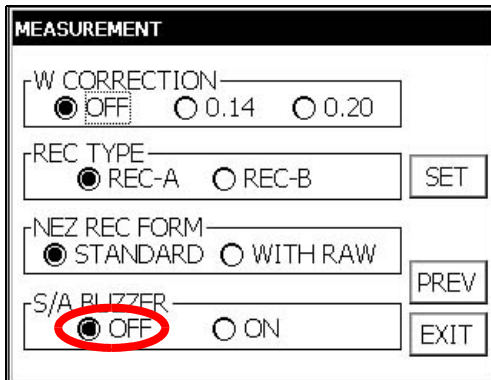 MEASUREMENT
W CORRECTION
OFF 0.14 0.20
REC TYPE
REC-A REC-B
SET
NEZ REC FORM
STANDARD WITH RAW
PREV
S/A BUZZER
OFF ON
EXIT